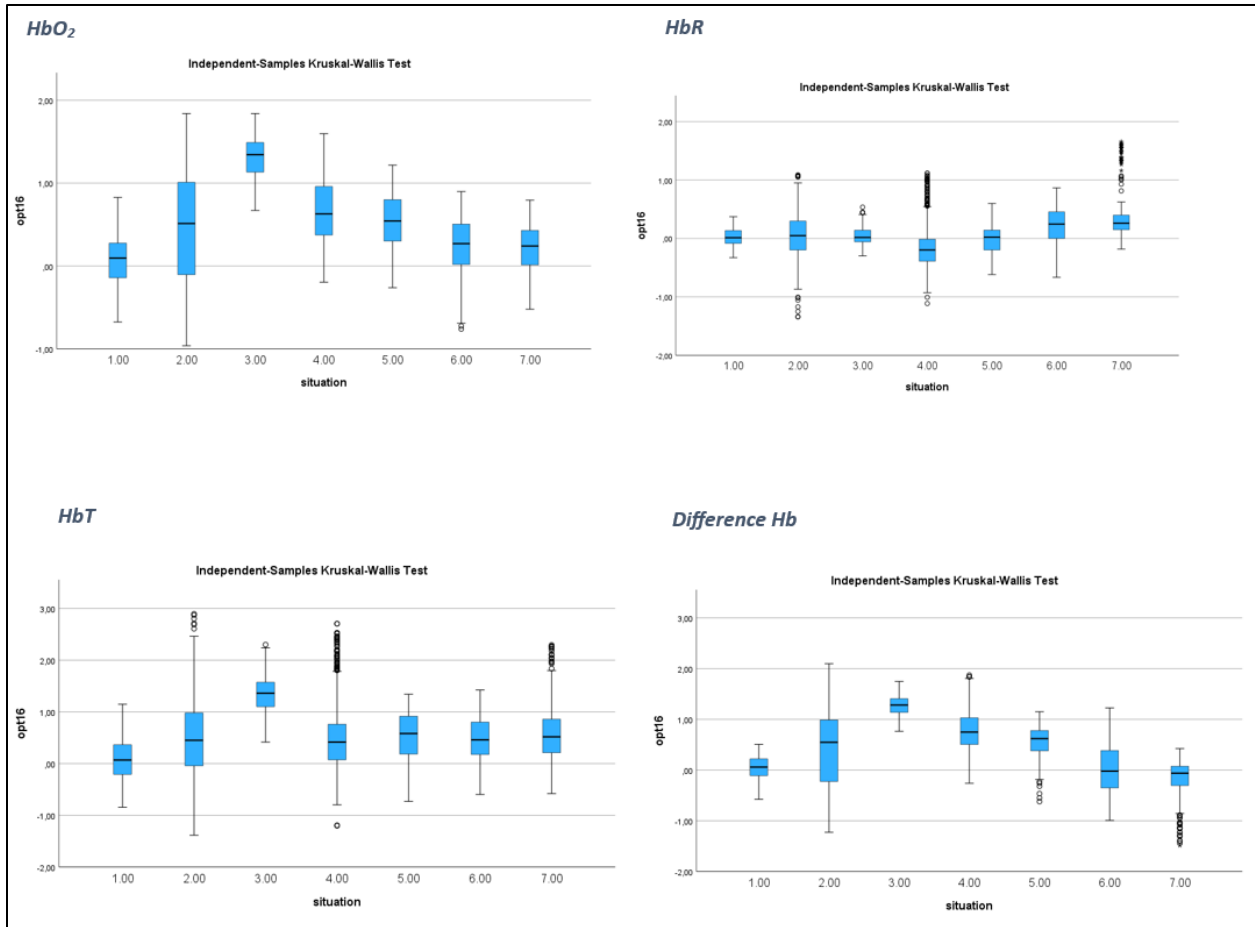 HbO₂
Independent-Samples Kruskal-Wallis Test
opt16
2,00
1,00
,00
-1,00
1.00 2.00 3.00 4.00 5.00 6.00 7.00
situation
HbR
Independent-Samples Kruskal-Wallis Test
opt16
2,00
1,00
,00
-1,00
-2,00
1.00 2.00 3.00 4.00 5.00 6.00 7.00
situation
HbT
Independent-Samples Kruskal-Wallis Test
opt16
3,00
2,00
1,00
,00
-1,00
-2,00
1.00 2.00 3.00 4.00 5.00 6.00 7.00
situation
Difference Hb
Independent-Samples Kruskal-Wallis Test
opt16
3,00
2,00
1,00
,00
-1,00
-2,00
1.00 2.00 3.00 4.00 5.00 6.00 7.00
situation